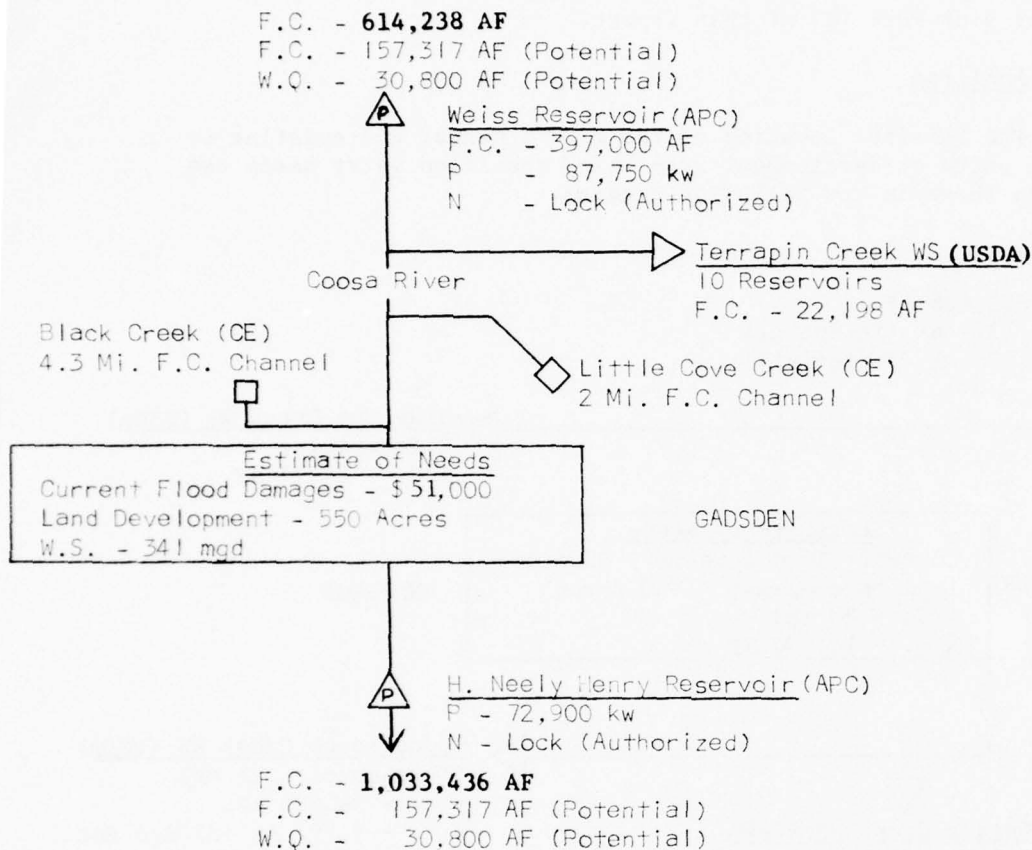 F.C. - 614,238 AF
F.C. - 157,317 AF (Potential)
W.Q. - 30,800 AF (Potential)
P
Weiss Reservoir (APC)
F.C. - 397,000 AF
P - 87,750 kw
N - Lock (Authorized)
Terrapin Creek WS (USDA)
10 Reservoirs
F.C. - 22,198 AF
Coosa River
Black Creek (CE)
4.3 Mi. F.C. Channel
Little Cove Creek (CE)
2 Mi. F.C. Channel
Estimate of Needs
Current Flood Damages - $51,000
Land Development - 550 Acres
W.S. - 341 mgd
GADSDEN
P
H. Neely Henry Reservoir (APC)
P - 72,900 kw
N - Lock (Authorized)
F.C. - 1,033,436 AF
F.C. - 157,317 AF (Potential)
W.Q. - 30,800 AF (Potential)